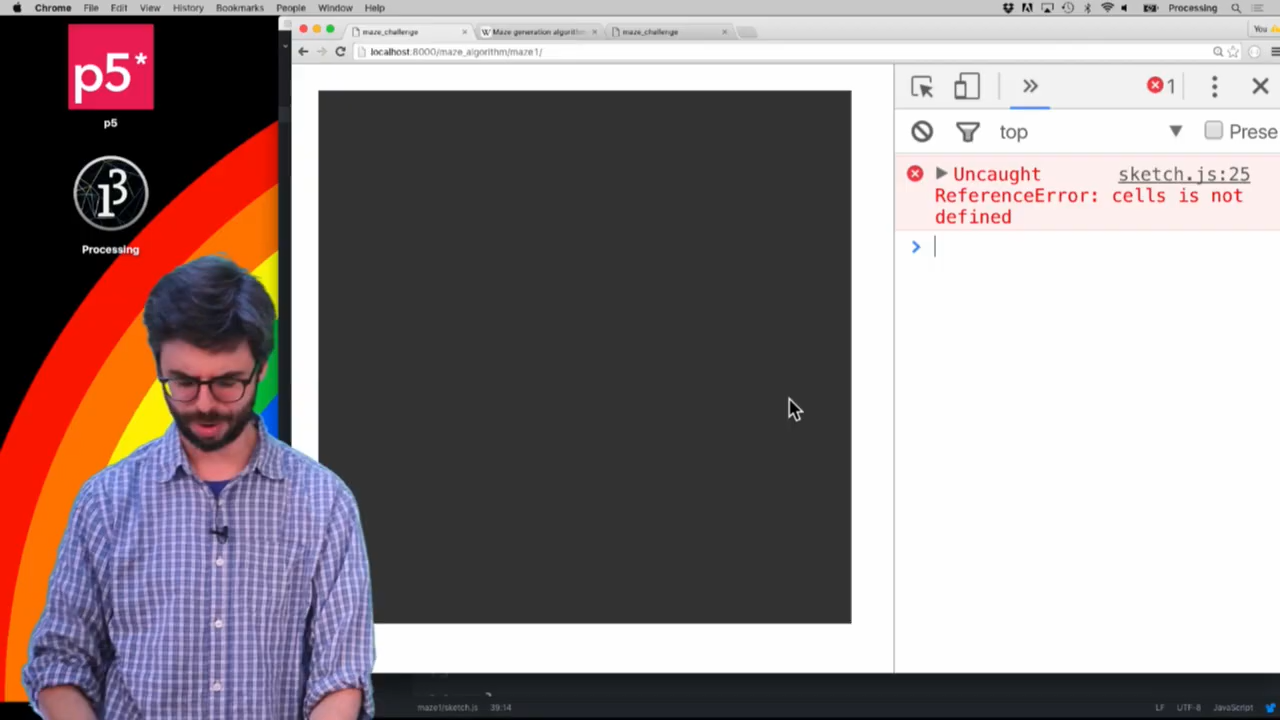 Chrome File Edit View History Bookmarks People Window Help Processing
maze_challenge Maze generation algorithm maze_challenge You
localhost:8000/maze_algorithm/maze1/
p5*
p5
Processing
1
top Prese
Uncaught sketch.js:25
ReferenceError: cells is not
defined
maze1/sketch.js 39:14 LF UTF-8 JavaScript